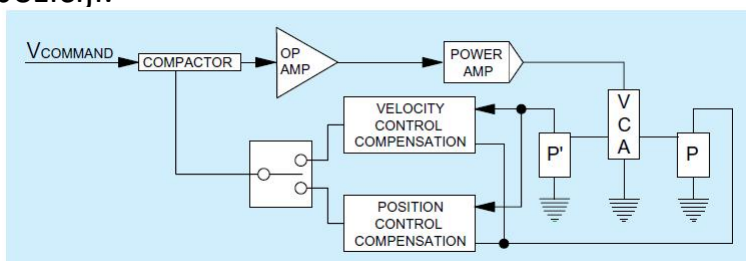 VCOMMAND
COMPACTOR
OP
AMP
POWER
AMP
VELOCITY
CONTROL
COMPENSATION
V
C
A
P'
P
POSITION
CONTROL
COMPENSATION